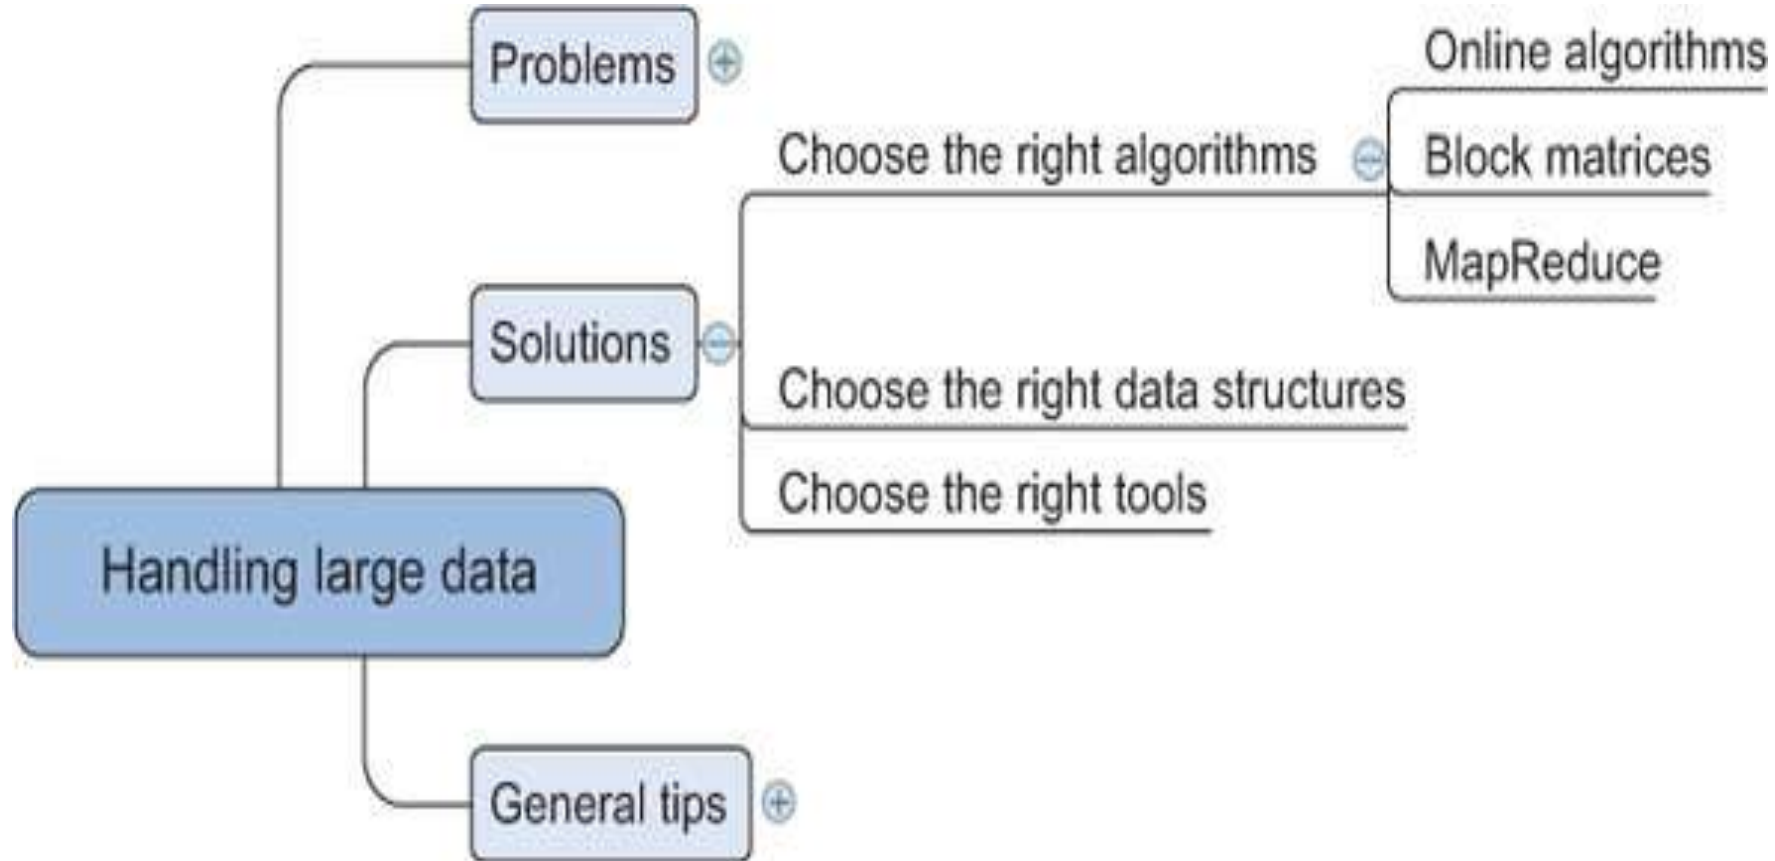 Problems
Online algorithms
Choose the right algorithms
Block matrices
MapReduce
Solutions
Choose the right data structures
Choose the right tools
Handling large data
General tips